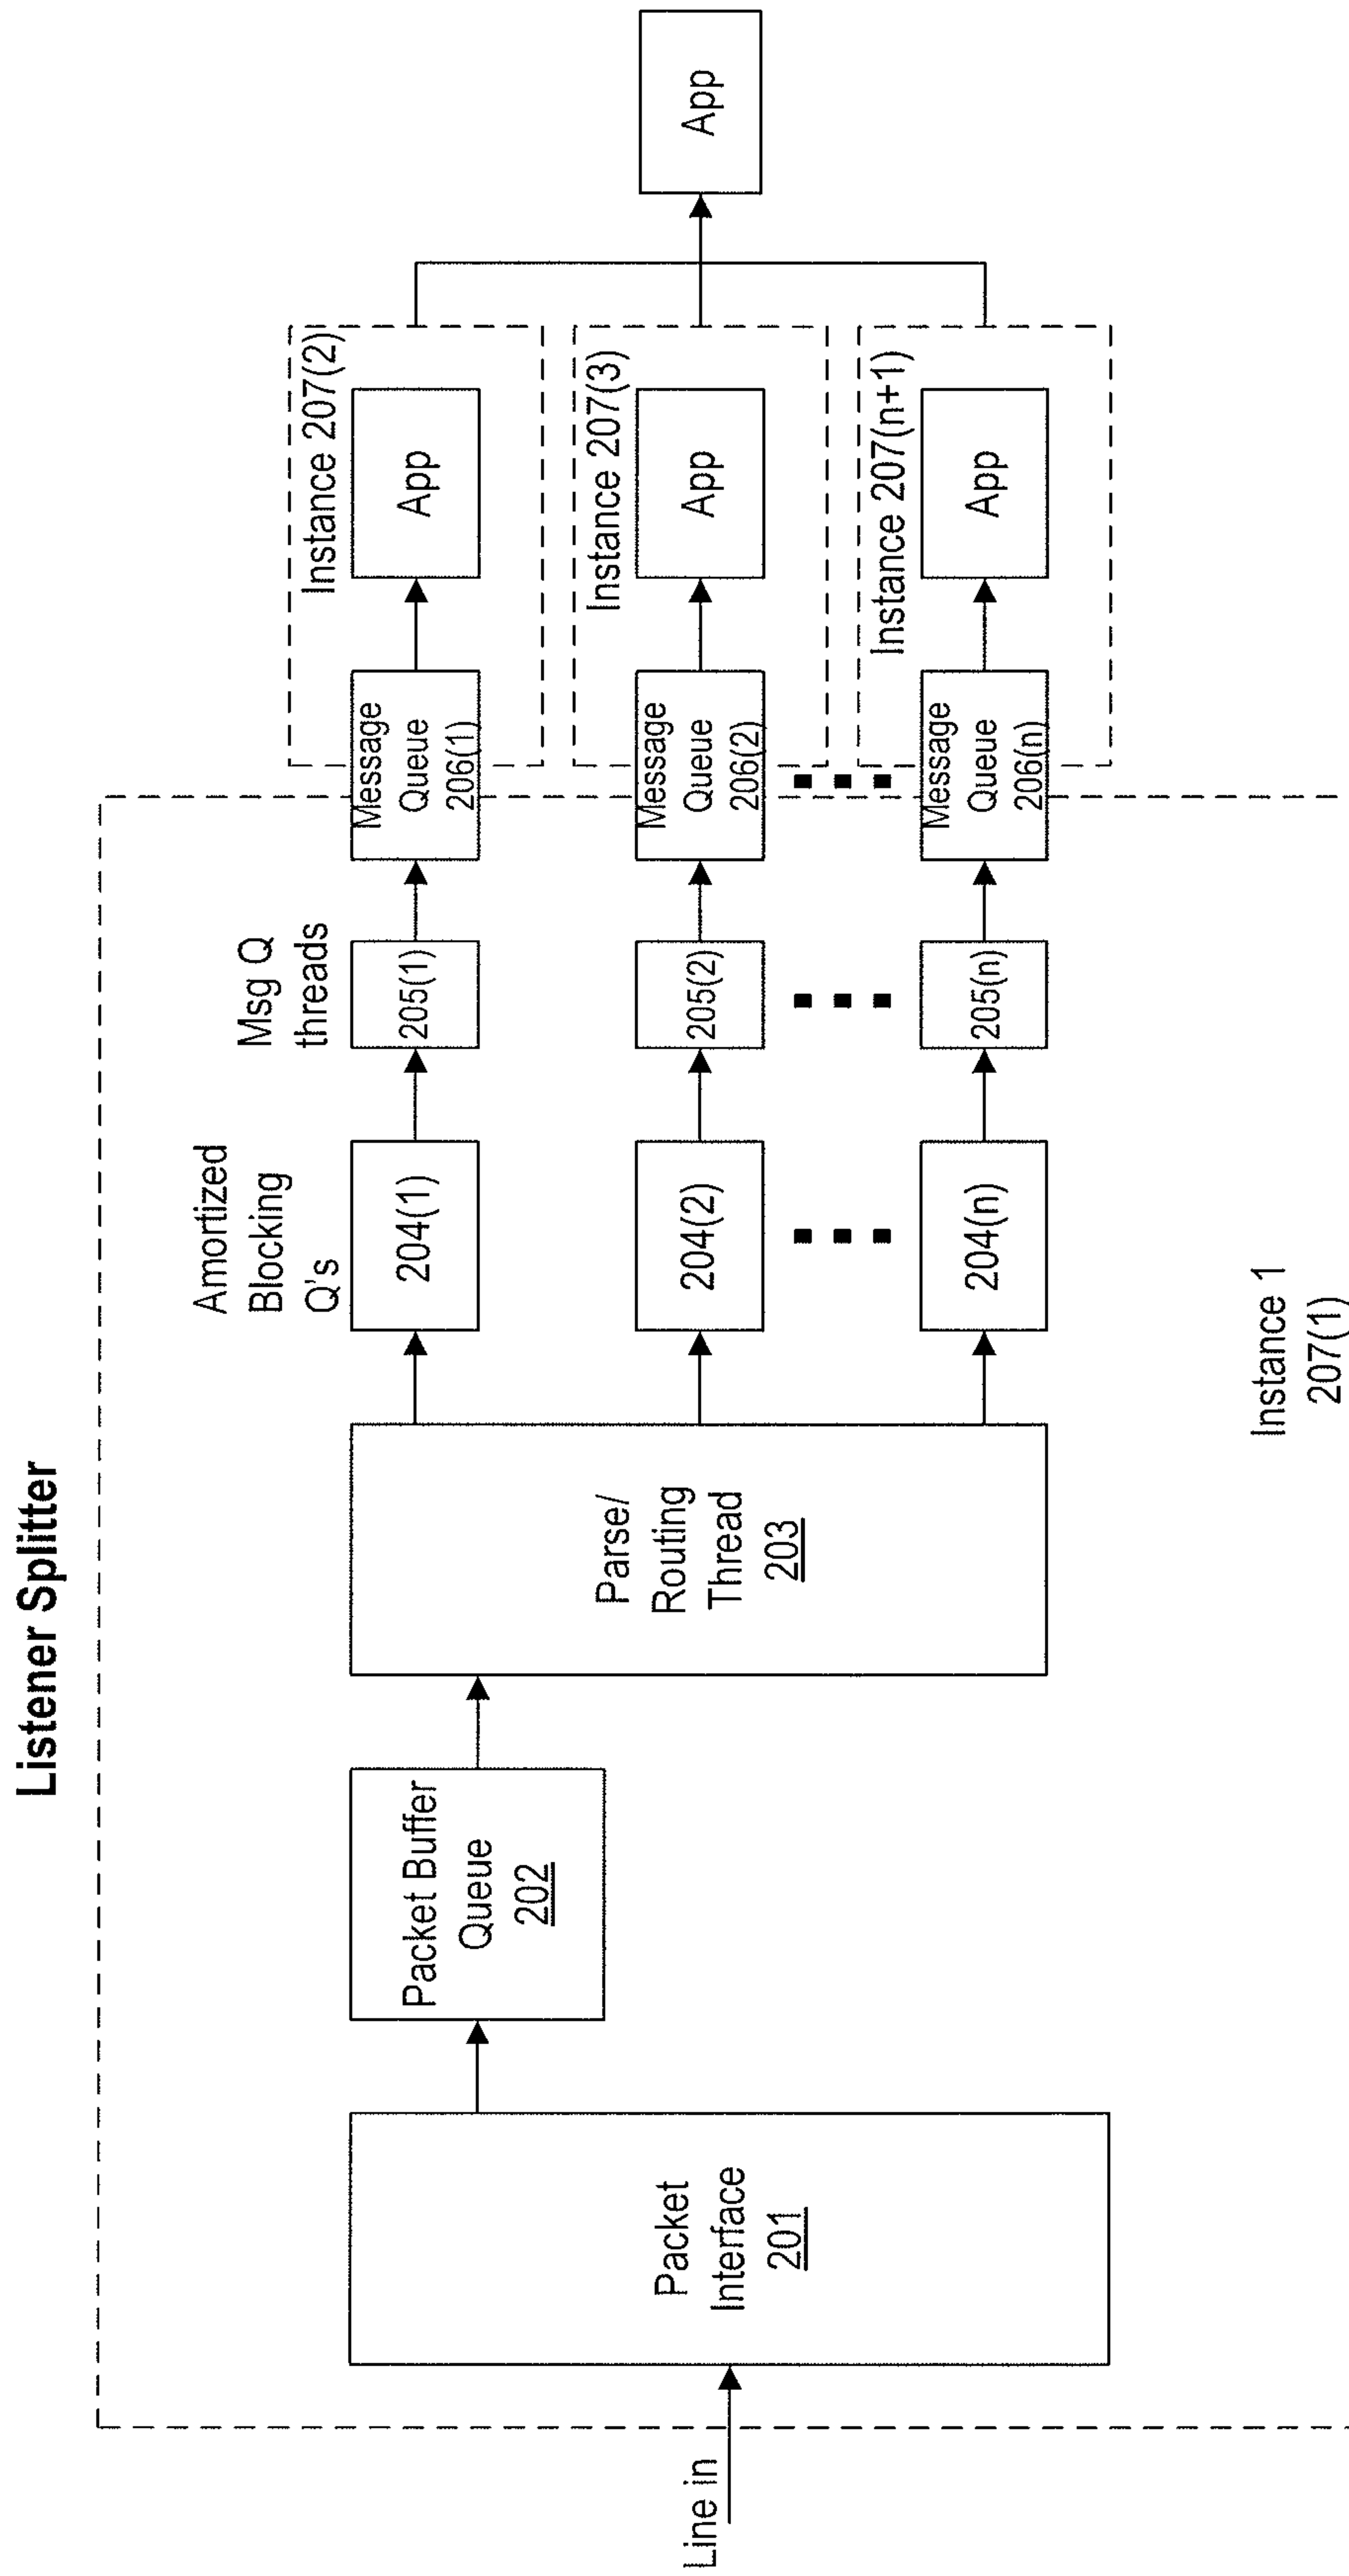 Listener Splitter
Line in
Packet
Interface
201
Packet Buffer
Queue
202
Parse/
Routing
Thread
203
Amortized
Blocking
Q's
204(1)
204(2)
204(n)
Msg Q
threads
205(1)
205(2)
205(n)
Message
Queue
206(1)
Message
Queue
206(2)
Message
Queue
206(n)
Instance 207(2)
App
Instance 207(3)
App
Instance 207(n+1)
App
App
Instance 1
207(1)